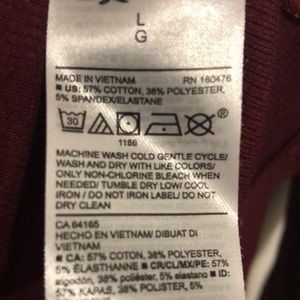 L
G
MADE IN VIETNAM RN 160476
■ US: 57% COTTON, 38% POLYESTER,
5% SPANDEX/ELASTANE
30
1166
MACHINE WASH COLD GENTLE CYCLE/
WASH AND DRY WITH LIKE COLORS/
ONLY NON-CHLORINE BLEACH WHEN
NEEDED/ TUMBLE DRY LOW/ COOL
IRON / DO NOT IRON LABEL/ DO NOT
DRY CLEAN
CA 64165
HECHO EN VIETNAM/ DIBUAT DI
VIETNAM
■ CA: 57% COTTON, 38% POLYESTER,
5% ÉLASTHANNE ■ CR/CL/MX/PE: 57%
algodón, 38% poliéster, 5% elastano ■ ID:
57% KAPAS, 38% POLISTER, 5%